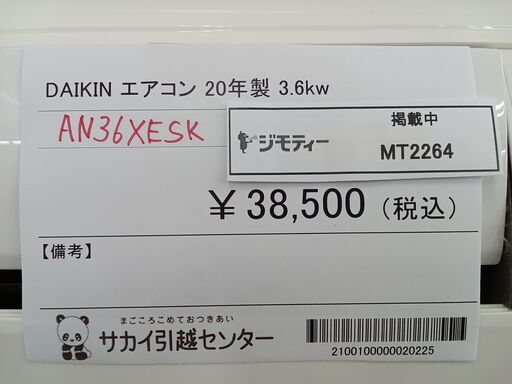 DAIKIN エアコン 20年製 3.6kw
AN36XESK
ジモティー
掲載中
MT2264
￥38,500（税込）
【備考】
まごころこめておつきあい
サカイ引越センター
2100100000020225